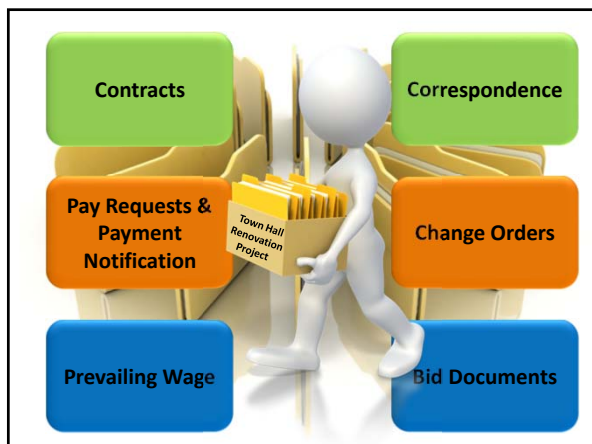 Contracts
Correspondence
Pay Requests &
Payment
Notification
Town Hall
Renovation
Project
Change Orders
Prevailing Wage
Bid Documents